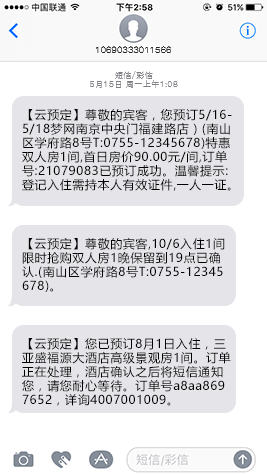 中国联通 下午2:58 51%
10690333011566
短信/彩信
5月15日 周一上午1:08
【云预定】尊敬的宾客，您预订5/16-
5/18梦网南京中央门福建路店）(南山
区学府路8号T:0755-12345678)特惠
双人房1间,首日房价90.00元/间,订单
号:21079083已预订成功。温馨提示:
登记入住需持本人有效证件,一人一证。
【云预定】尊敬的宾客,10/6入住1间
限时抢购双人房1晚保留到19点已确
认.(南山区学府路8号T:0755-12345
678)。
【云预定】您已预订8月1日入住，三
亚盛福源大酒店高级景观房1间。订单
正在处理，酒店确认之后将短信通知
您，请您耐心等待。订单号a8aa869
7652，详询4007001009。
短信/彩信